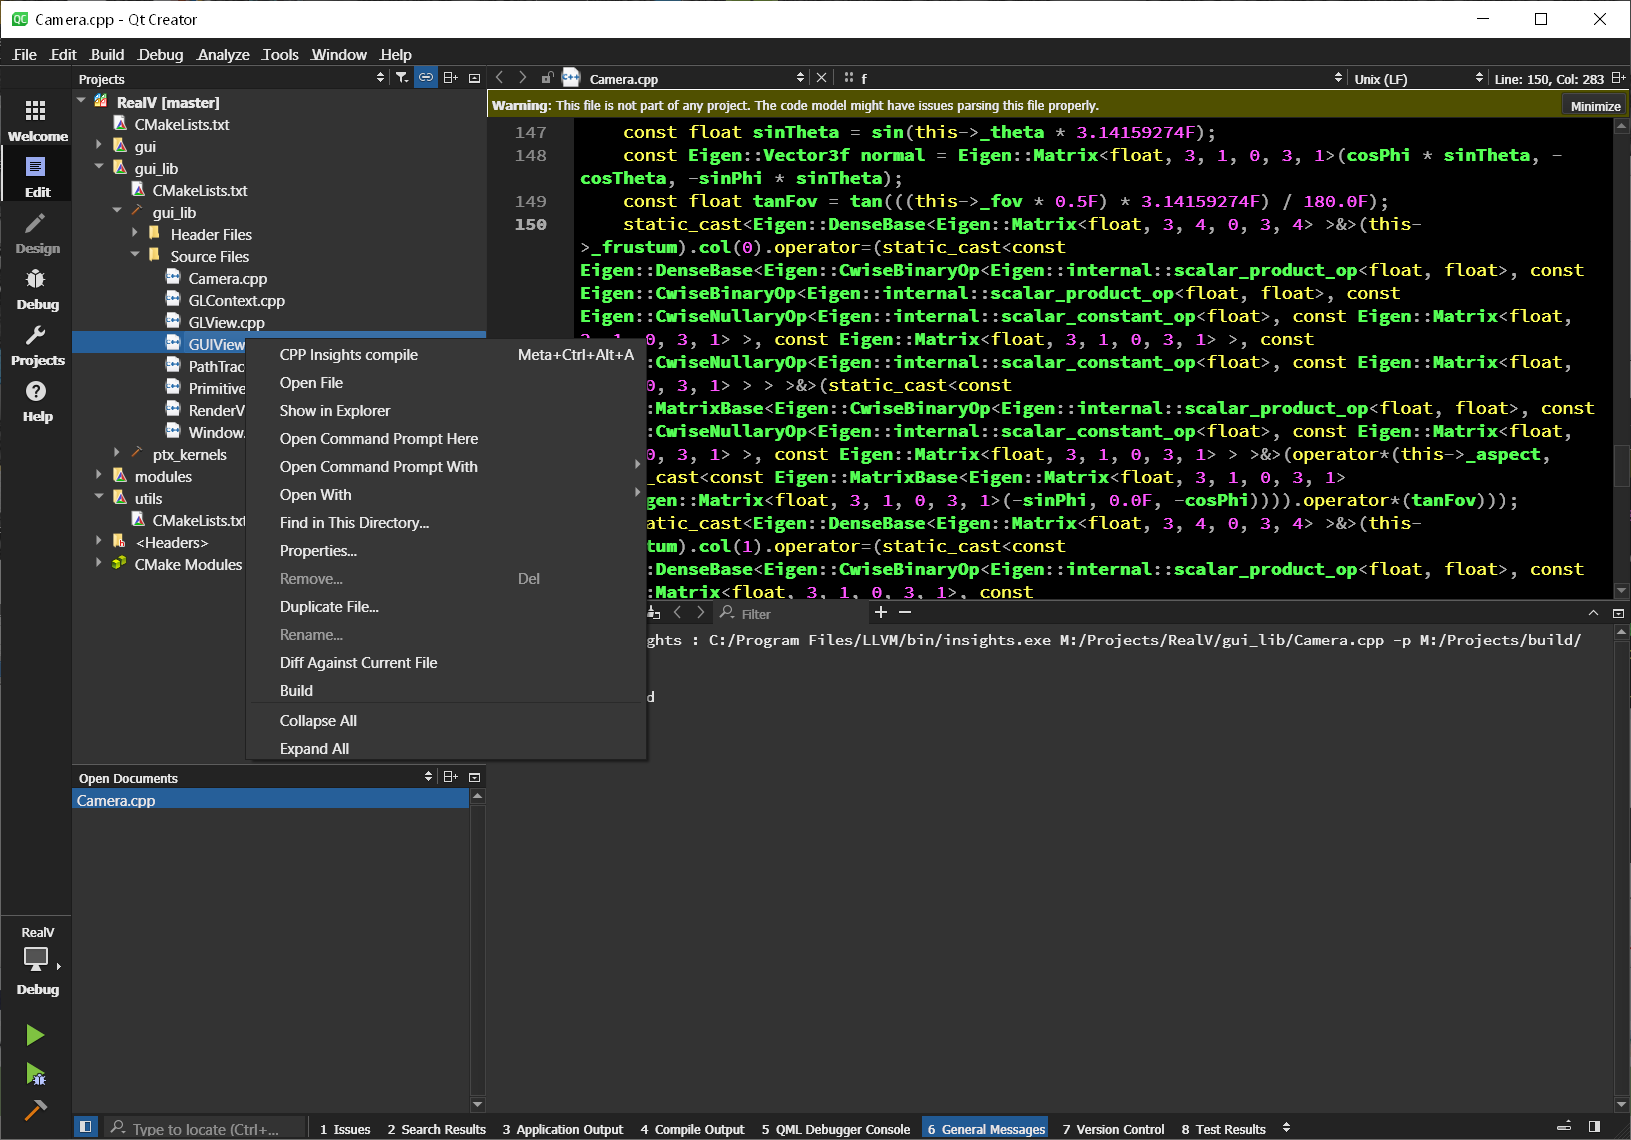 Camera.cpp - Qt Creator
File Edit Build Debug Analyze Tools Window Help
Projects
Camera.cpp
f
Unix (LF)
Line: 150, Col: 283
Welcome
Edit
Design
Debug
Projects
Help
RealV [master]
CMakeLists.txt
gui
gui_lib
CMakeLists.txt
gui_lib
Header Files
Source Files
Camera.cpp
GLContext.cpp
GLView.cpp
GUIView
PathTrac
Primitive
RenderV
Window.
ptx_kernels
modules
utils
CMakeLists.txt
<Headers>
CMake Modules
Warning: This file is not part of any project. The code model might have issues parsing this file properly.
Minimize
147 const float sinTheta = sin(this->_theta * 3.14159274F);
148 const Eigen::Vector3f normal = Eigen::Matrix<float, 3, 1, 0, 3, 1>(cosPhi * sinTheta, -
cosTheta, -sinPhi * sinTheta);
149 const float tanFov = tan(((this->_fov * 0.5F) * 3.14159274F) / 180.0F);
150 static_cast<Eigen::DenseBase<Eigen::Matrix<float, 3, 4, 0, 3, 4> >&>(this-
>_frustum).col(0).operator=(static_cast<const
Eigen::DenseBase<Eigen::CwiseBinaryOp<Eigen::internal::scalar_product_op<float, float>, const
Eigen::CwiseBinaryOp<Eigen::internal::scalar_product_op<float, float>, const
Eigen::CwiseNullaryOp<Eigen::internal::scalar_constant_op<float>, const Eigen::Matrix<float,
3, 1, 0, 3, 1> >, const Eigen::Matrix<float, 3, 1, 0, 3, 1> >, const
:CwiseNullaryOp<Eigen::internal::scalar_constant_op<float>, const Eigen::Matrix<float,
0, 3, 1> > > >&>(static_cast<const
:MatrixBase<Eigen::CwiseBinaryOp<Eigen::internal::scalar_product_op<float, float>, const
:CwiseNullaryOp<Eigen::internal::scalar_constant_op<float>, const Eigen::Matrix<float,
0, 3, 1> >, const Eigen::Matrix<float, 3, 1, 0, 3, 1> > >&>(operator*(this->_aspect,
_cast<const Eigen::MatrixBase<Eigen::Matrix<float, 3, 1, 0, 3, 1>
gen::Matrix<float, 3, 1, 0, 3, 1>(-sinPhi, 0.0F, -cosPhi)))).operator*(tanFov)));
tatic_cast<Eigen::DenseBase<Eigen::Matrix<float, 3, 4, 0, 3, 4> >&>(this-
tum).col(1).operator=(static_cast<const
:DenseBase<Eigen::CwiseBinaryOp<Eigen::internal::scalar_product_op<float, float>, const
:Matrix<float, 3, 1, 0, 3, 1>, const
CPP Insights compile Meta+Ctrl+Alt+A
Open File
Show in Explorer
Open Command Prompt Here
Open Command Prompt With
Open With
Find in This Directory...
Properties...
Remove... Del
Duplicate File...
Rename...
Diff Against Current File
Build
Collapse All
Expand All
Filter
ghts : C:/Program Files/LLVM/bin/insights.exe M:/Projects/RealV/gui_lib/Camera.cpp -p M:/Projects/build/
d
Open Documents
Camera.cpp
RealV
Debug
Type to locate (Ctrl+...
1 Issues 2 Search Results 3 Application Output 4 Compile Output 5 QML Debugger Console 6 General Messages 7 Version Control 8 Test Results